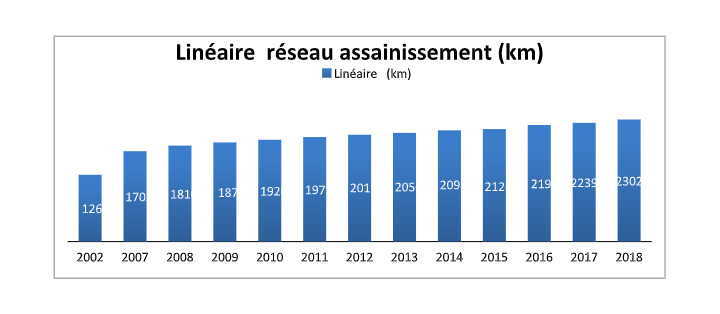 Linéaire réseau assainissement (km)
Linéaire (km)
126 170 181 187 192 197 201 205 209 212 219 2239 2302
2002 2007 2008 2009 2010 2011 2012 2013 2014 2015 2016 2017 2018